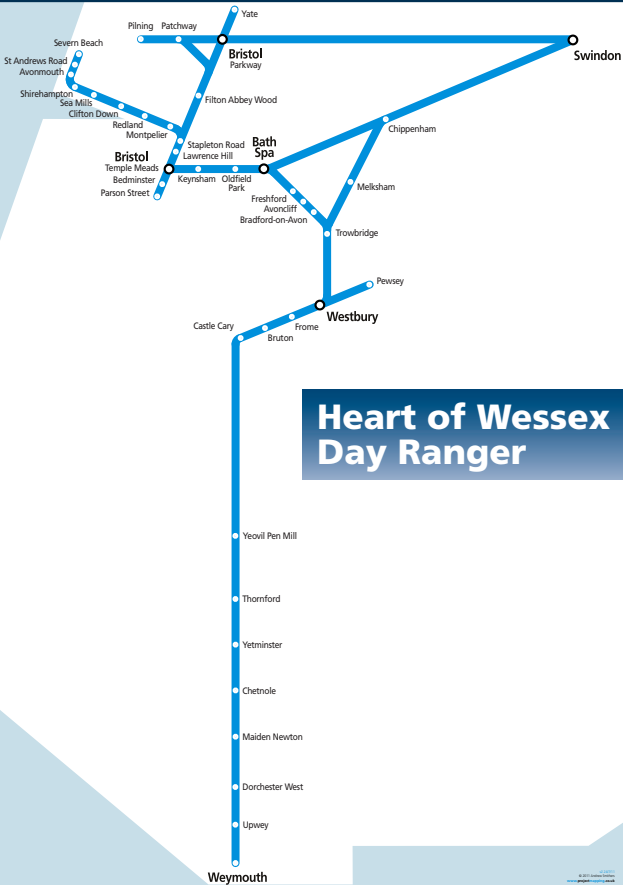 Yate
Pilning
Patchway
Severn Beach
Bristol
Parkway
Swindon
St Andrews Road
Avonmouth
Shirehampton
Sea Mills
Clifton Down
Filton Abbey Wood
Redland
Montpelier
Chippenham
Stapleton Road
Lawrence Hill
Bath
Spa
Bristol
Temple Meads
Bedminster
Parson Street
Keynsham
Oldfield
Park
Melksham
Freshford
Avoncliff
Bradford-on-Avon
Trowbridge
Pewsey
Westbury
Castle Cary
Frome
Bruton
Heart of Wessex
Day Ranger
Yeovil Pen Mill
Thornford
Yetminster
Chetnole
Maiden Newton
Dorchester West
Upwey
Weymouth